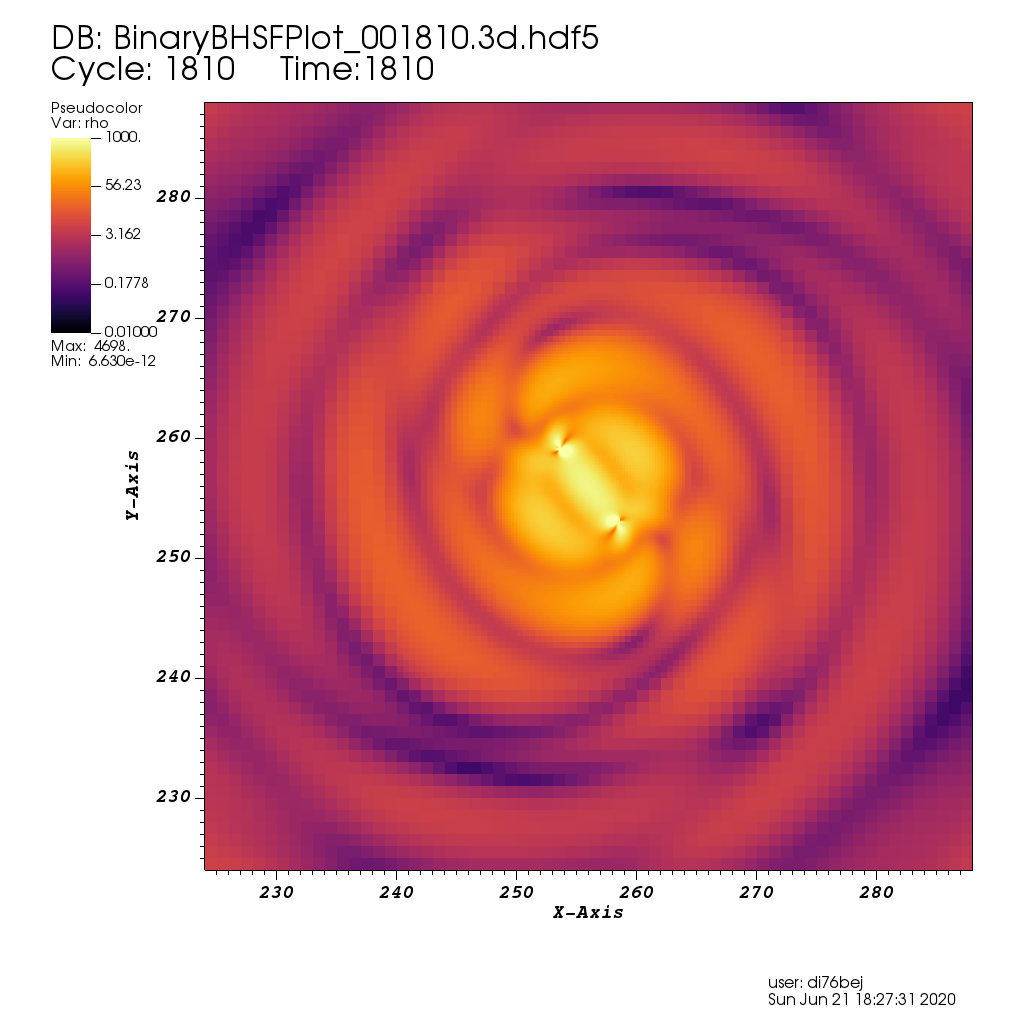 DB: BinaryBHSFPlot_001810.3d.hdf5
Cycle: 1810 Time:1810
Pseudocolor
Var: rho
1000.
56.23
3.162
0.1778
0.01000
Max: 4698.
Min: 6.630e-12
280
270
260
250
240
230
Y-Axis
230 240 250 260 270 280
X-Axis
user: di76bej
Sun Jun 21 18:27:31 2020